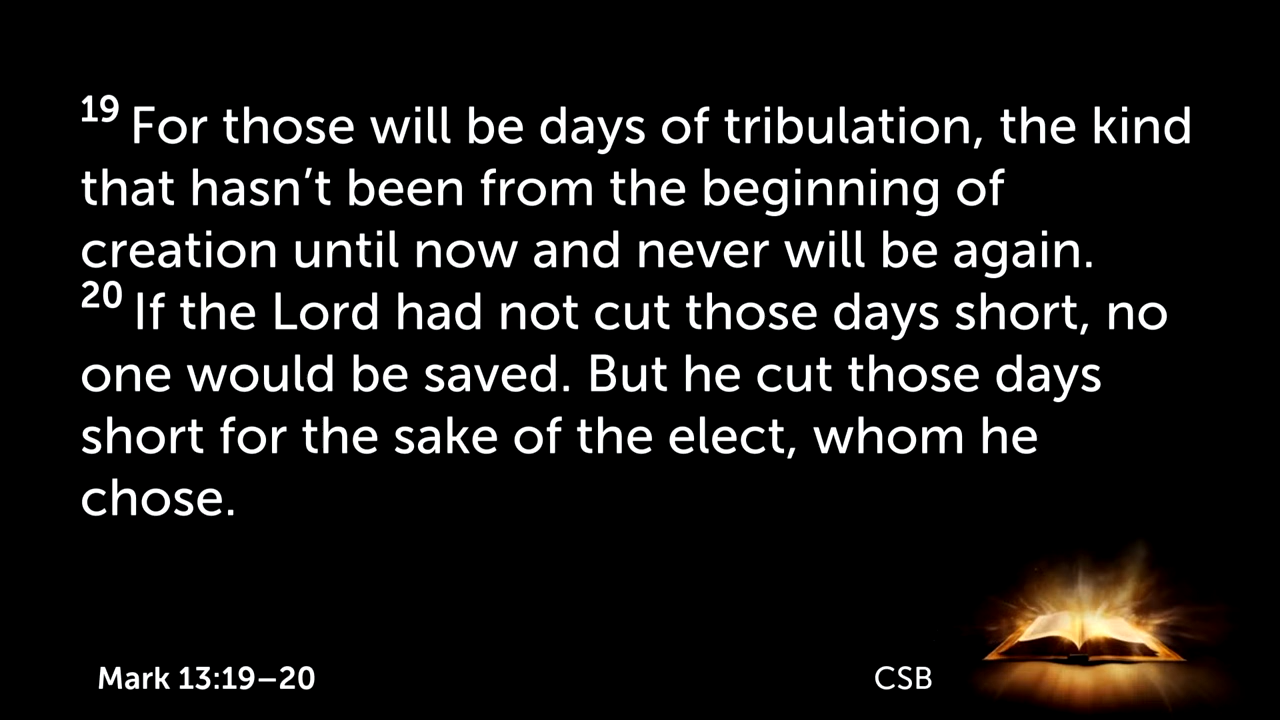 19 For those will be days of tribulation, the kind
that hasn’t been from the beginning of
creation until now and never will be again.
20 If the Lord had not cut those days short, no
one would be saved. But he cut those days
short for the sake of the elect, whom he
chose.
Mark 13:19–20
CSB